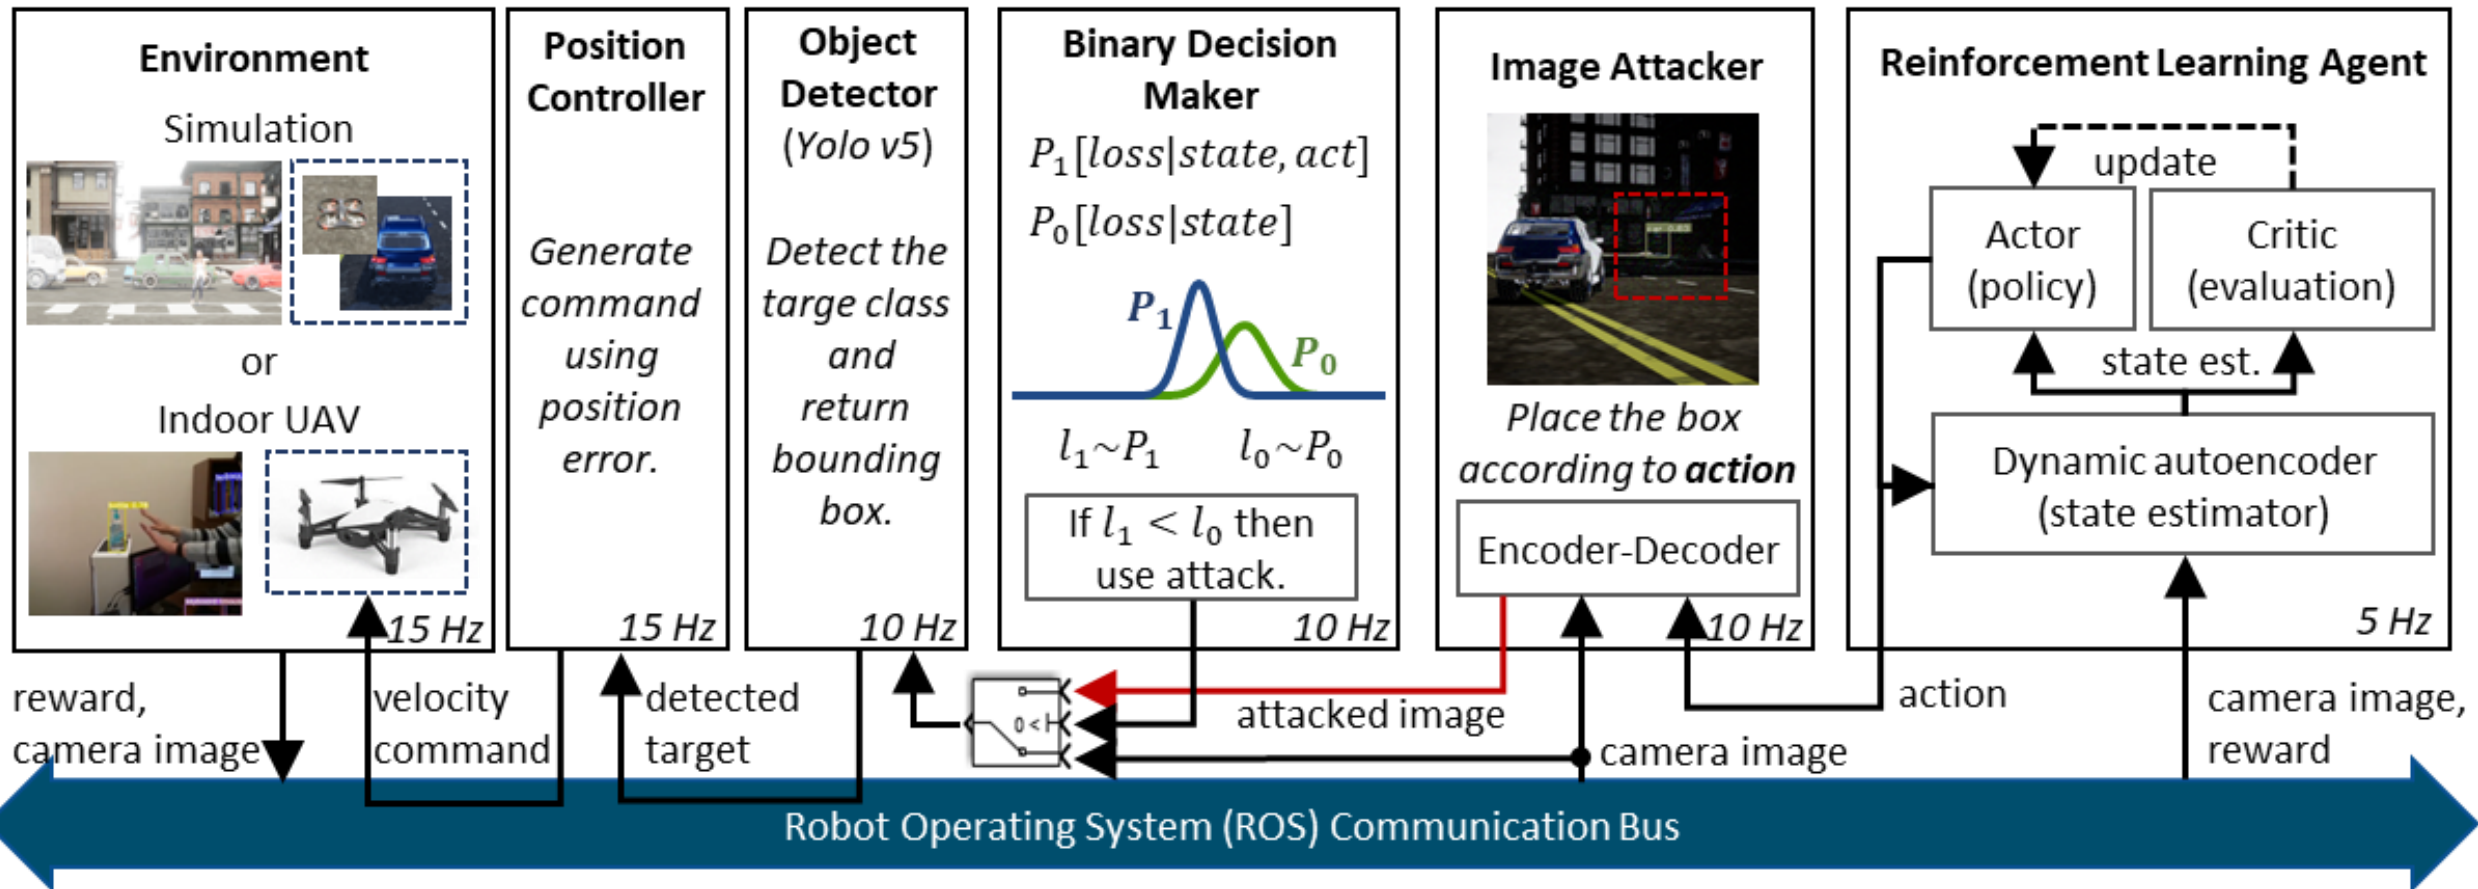 Environment
Simulation
or
Indoor UAV
15 Hz
Position
Controller
Generate
command
using
position
error.
15 Hz
Object
Detector
(Yolo v5)
Detect the
targe class
and
return
bounding
box.
10 Hz
Binary Decision
Maker
P₁[loss|state, act]
P₀[loss|state]
P₁
P₀
l₁~P₁ l₀~P₀
If l₁ < l₀ then
use attack.
10 Hz
Image Attacker
Place the box
according to action
Encoder-Decoder
10 Hz
Reinforcement Learning Agent
update
Actor
(policy)
Critic
(evaluation)
state est.
Dynamic autoencoder
(state estimator)
5 Hz
reward,
camera image
velocity
command
detected
target
0 <
attacked image
camera image
action
camera image,
reward
Robot Operating System (ROS) Communication Bus